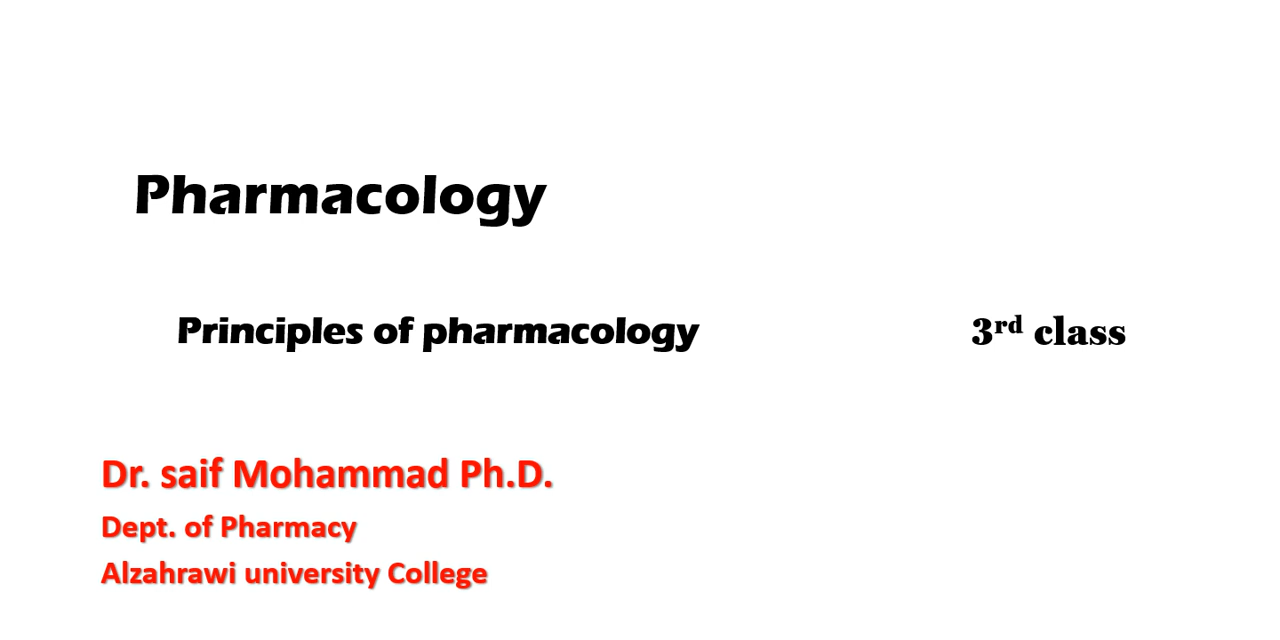 Pharmacology
Principles of pharmacology 3rd class
Dr. saif Mohammad Ph.D.
Dept. of Pharmacy
Alzahrawi university College